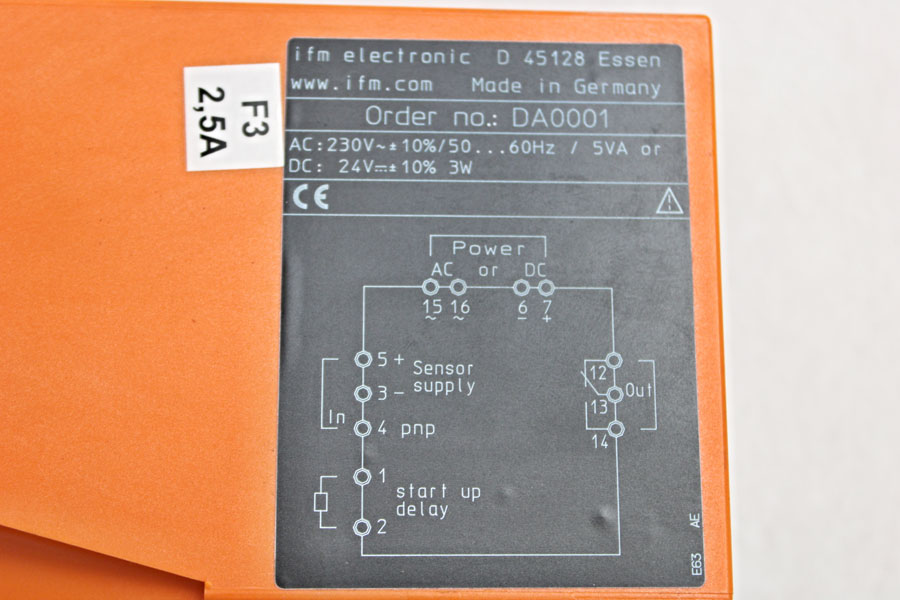 ifm electronic D 45128 Essen
www.ifm.com Made in Germany
Order no.: DA0001
AC:230V~±10%/50...60Hz / 5VA or
DC: 24V⎓±10% 3W
CE
F3
2,5A
Power
AC or DC
15 16 6 7
~ ~ − +
5 + Sensor
3 − supply
In
4 pnp
1
start up
delay
2
12
Out
13
14
E63 AE